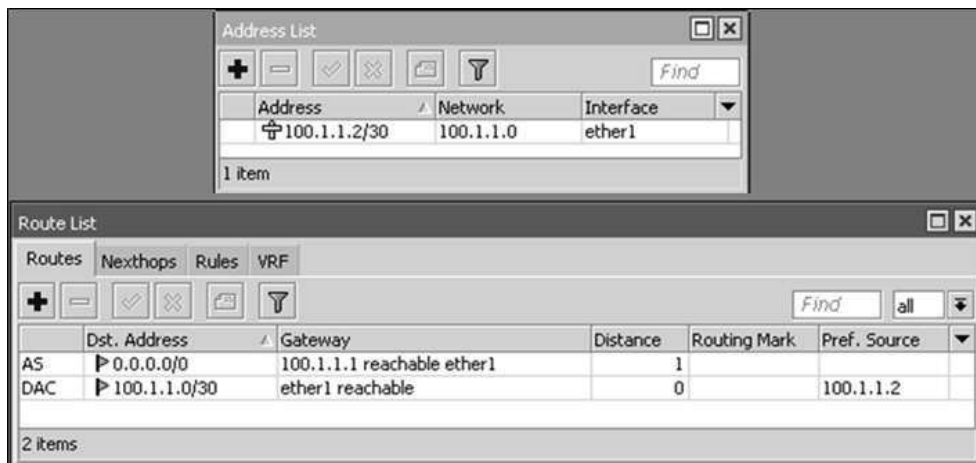 Address List
Find
Address Network Interface
100.1.1.2/30 100.1.1.0 ether1
1 item
Route List
Routes Nexthops Rules VRF
Find all
Dst. Address Gateway Distance Routing Mark Pref. Source
AS 0.0.0.0/0 100.1.1.1 reachable ether1 1
DAC 100.1.1.0/30 ether1 reachable 0 100.1.1.2
2 items